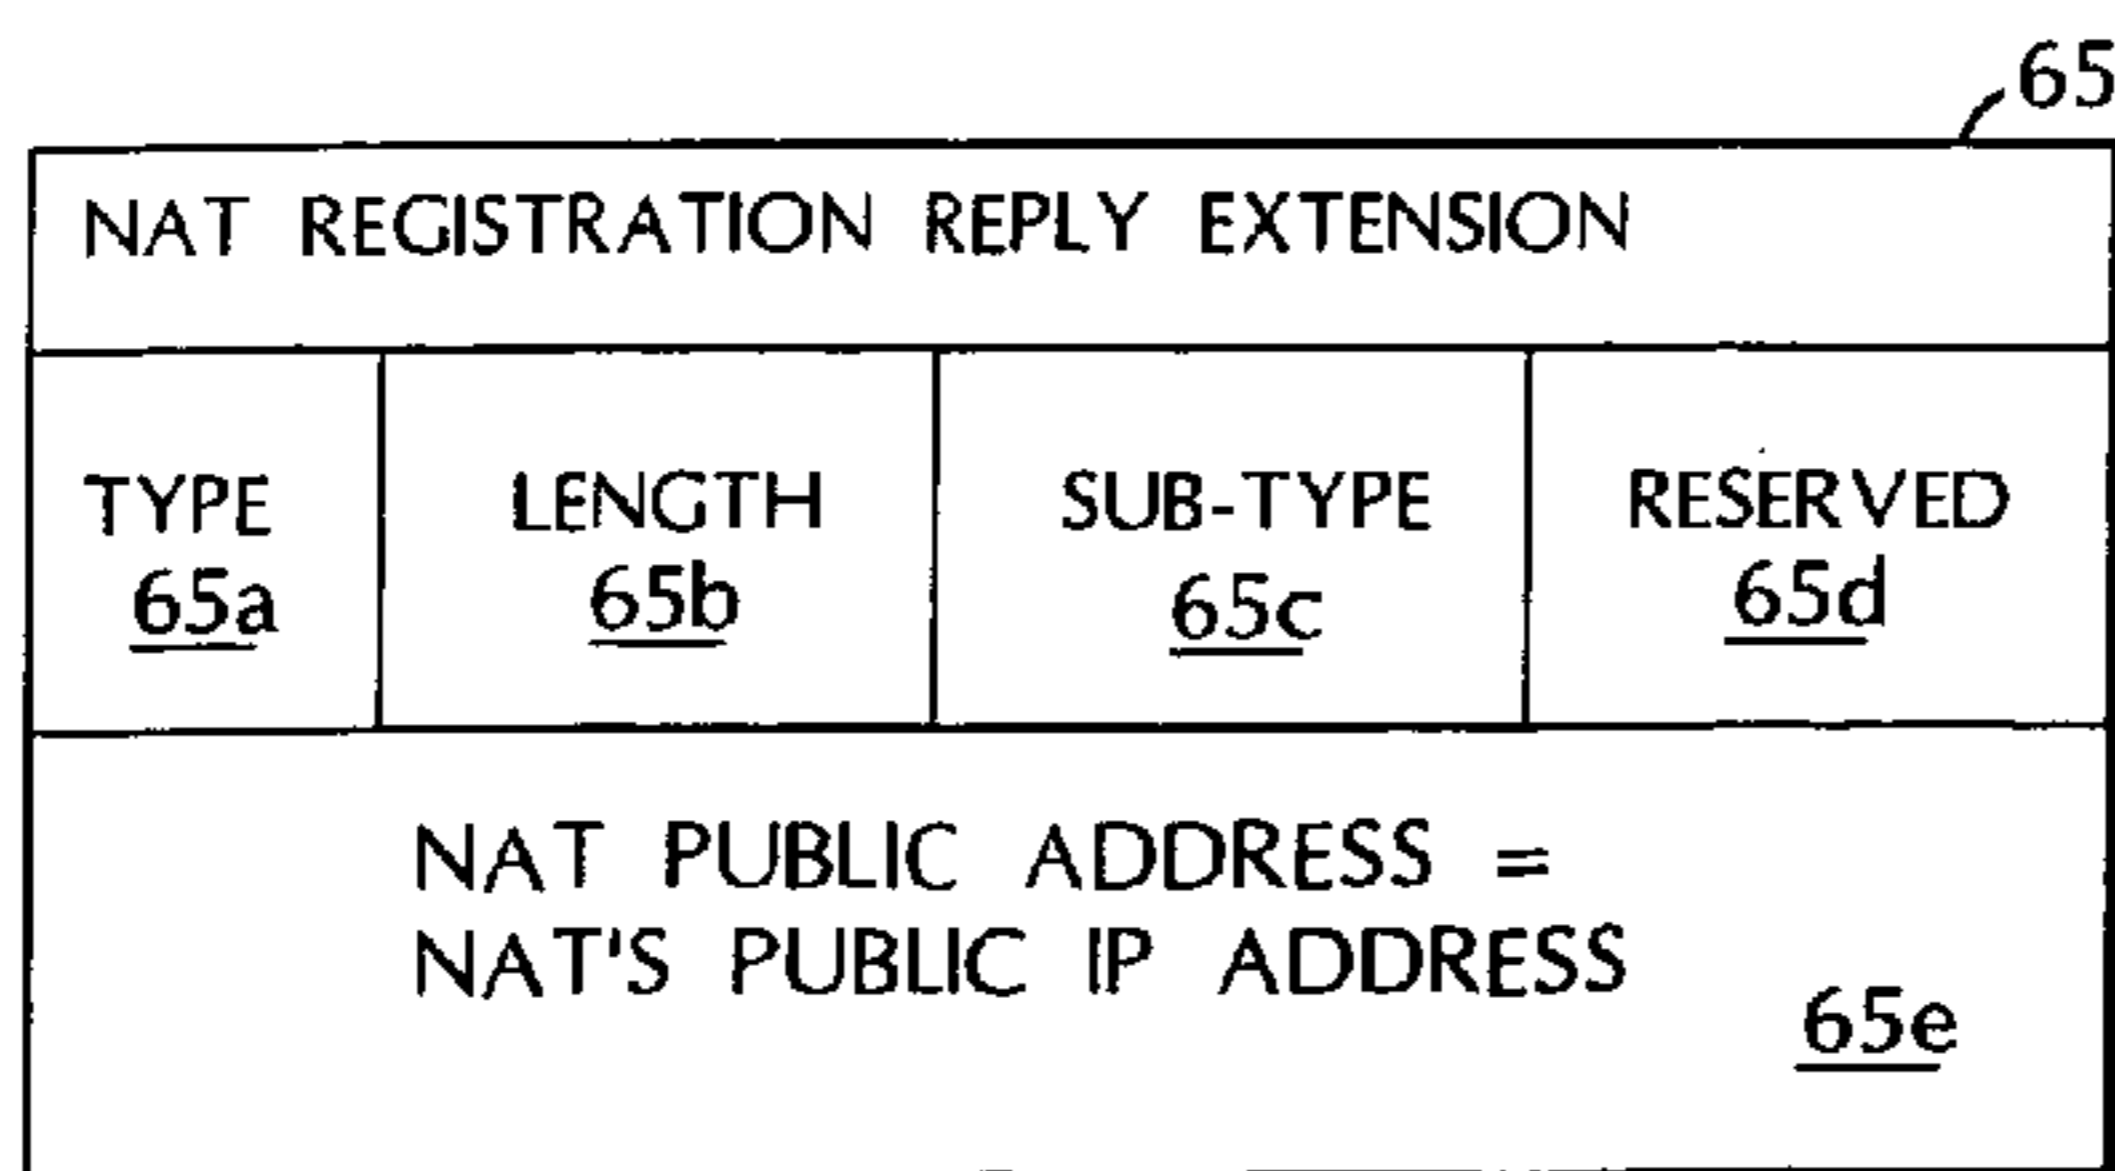 65
NAT REGISTRATION REPLY EXTENSION
TYPE LENGTH SUB-TYPE RESERVED
65a 65b 65c 65d
NAT PUBLIC ADDRESS =
NAT'S PUBLIC IP ADDRESS
65e